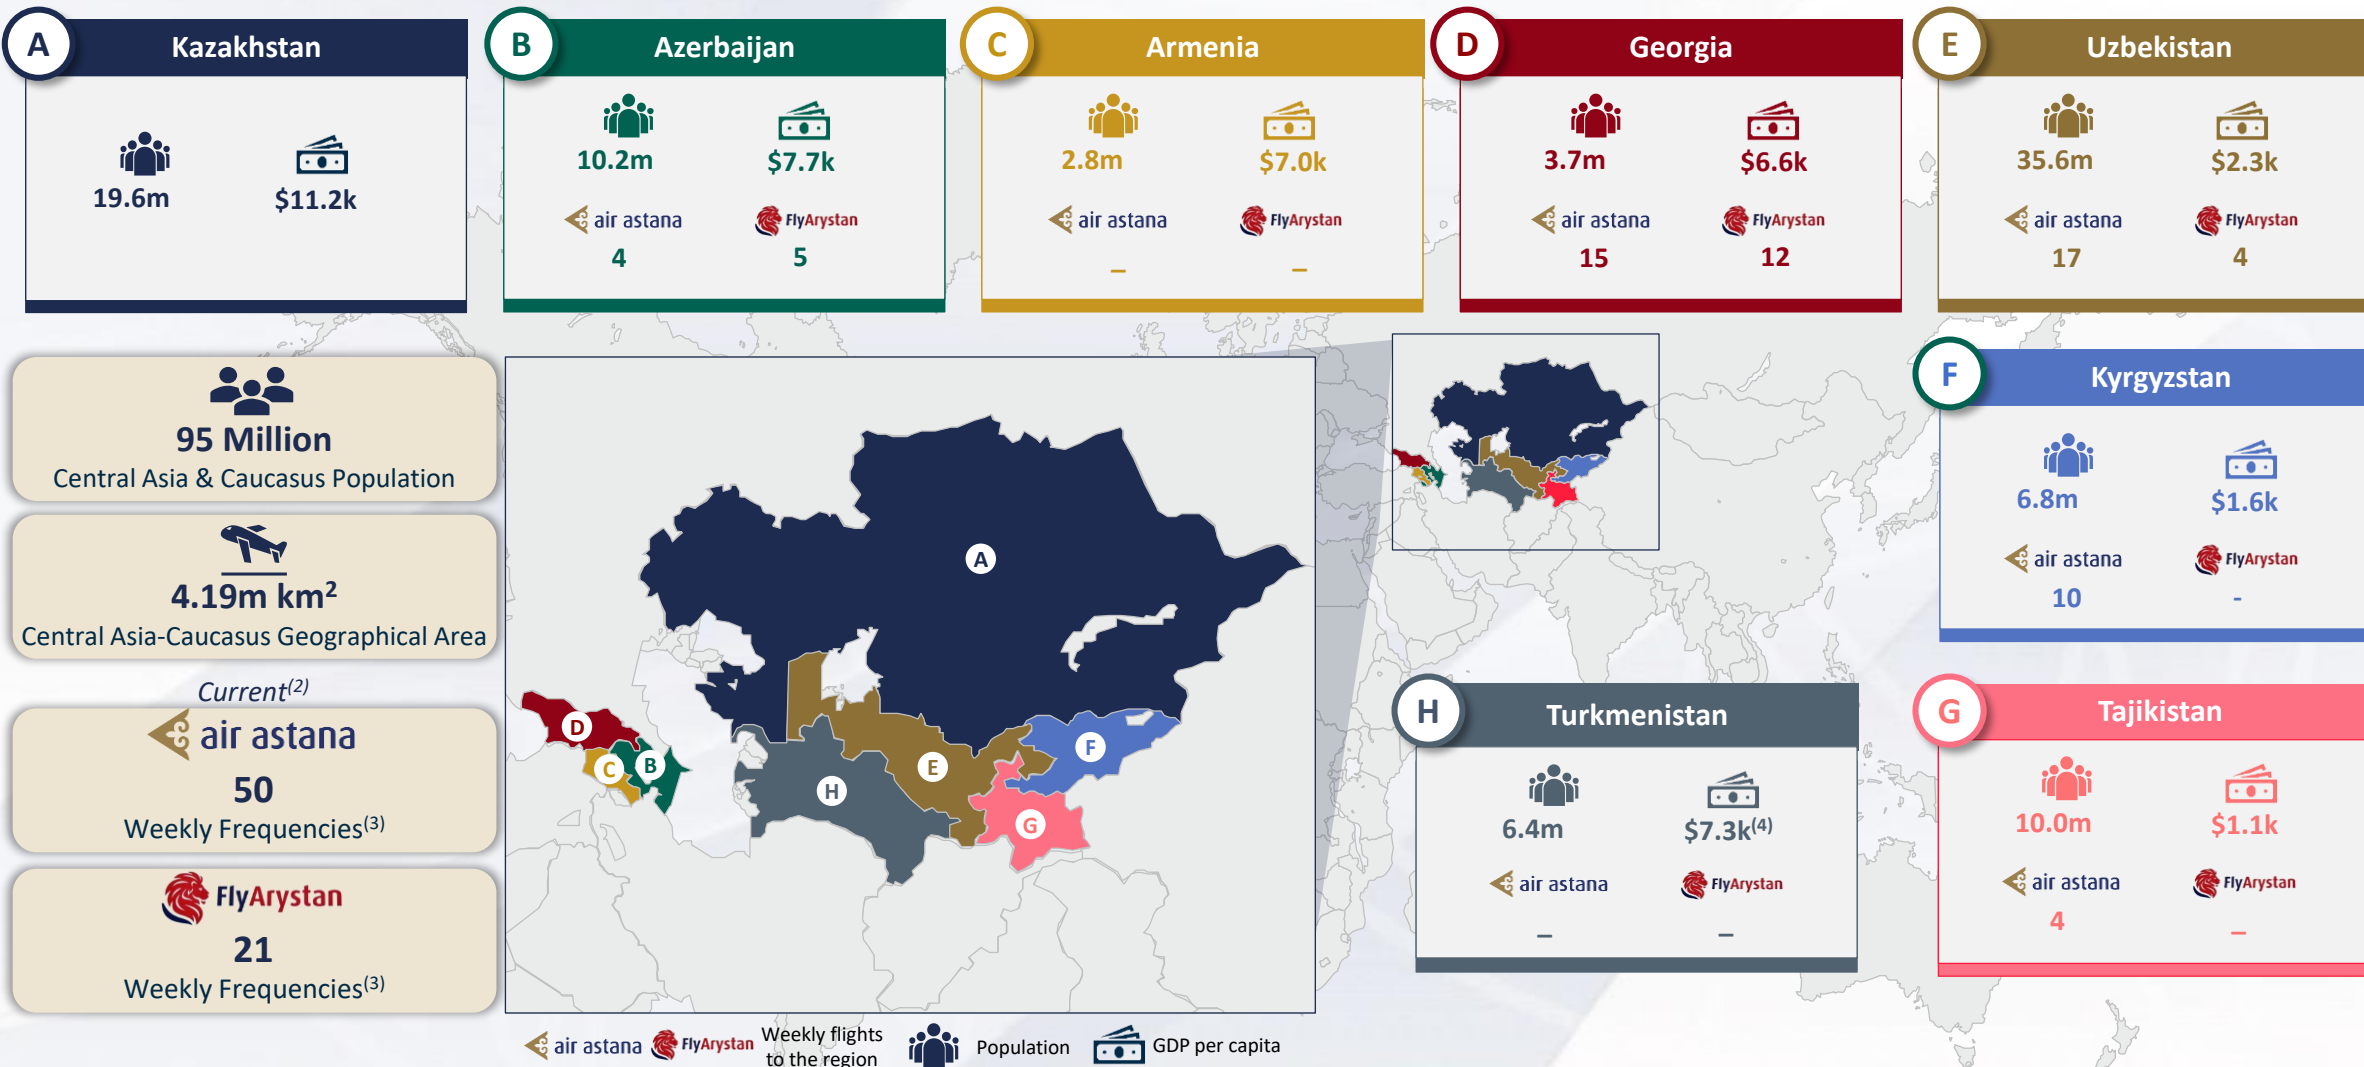 A
Kazakhstan
19.6m
$11.2k
B
Azerbaijan
10.2m
$7.7k
air astana
FlyArystan
4
5
C
Armenia
2.8m
$7.0k
air astana
FlyArystan
–
–
D
Georgia
3.7m
$6.6k
air astana
FlyArystan
15
12
E
Uzbekistan
35.6m
$2.3k
air astana
FlyArystan
17
4
95 Million
Central Asia & Caucasus Population
4.19m km²
Central Asia-Caucasus Geographical Area
Current(2)
air astana
50
Weekly Frequencies(3)
FlyArystan
21
Weekly Frequencies(3)
A
D
C
B
H
E
F
G
F
Kyrgyzstan
6.8m
$1.6k
air astana
FlyArystan
10
-
H
Turkmenistan
6.4m
$7.3k(4)
air astana
FlyArystan
–
–
G
Tajikistan
10.0m
$1.1k
air astana
FlyArystan
4
–
air astana
FlyArystan
Weekly flights
to the region
Population
GDP per capita